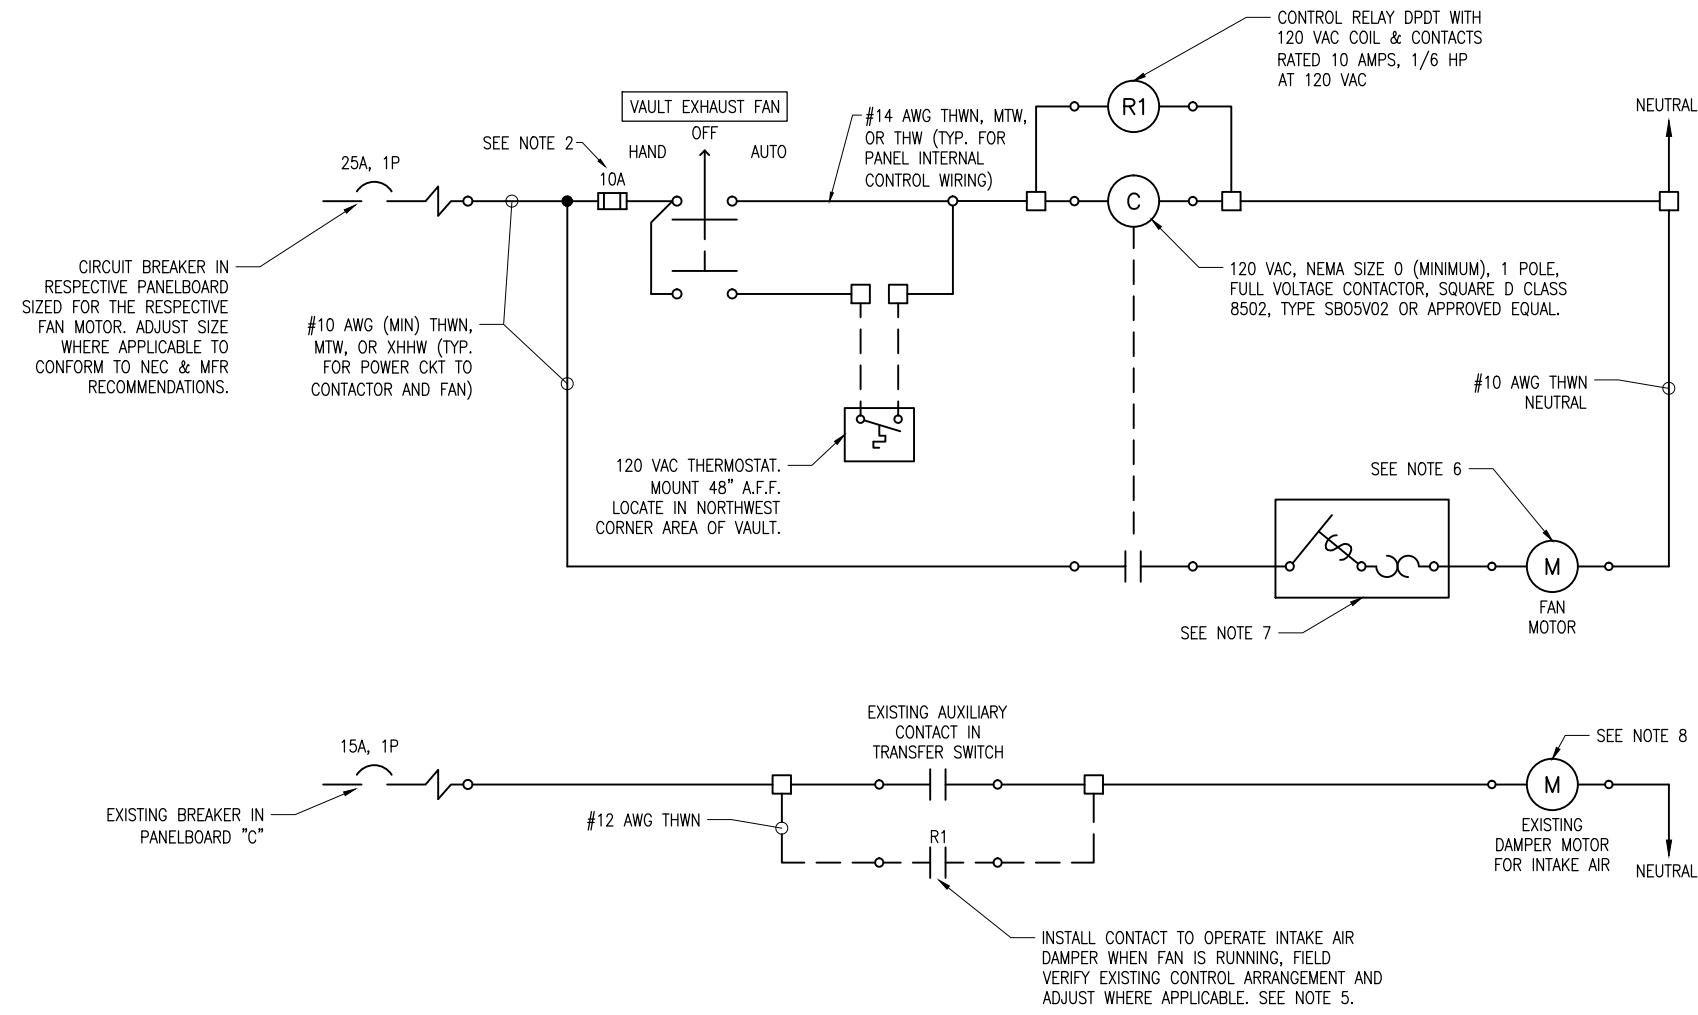 CONTROL RELAY DPDT WITH
120 VAC COIL & CONTACTS
RATED 10 AMPS, 1/6 HP
AT 120 VAC
R1
NEUTRAL
VAULT EXHAUST FAN
OFF
HAND
AUTO
SEE NOTE 2
10A
#14 AWG THWN, MTW,
OR THW (TYP. FOR
PANEL INTERNAL
CONTROL WIRING)
25A, 1P
C
CIRCUIT BREAKER IN
RESPECTIVE PANELBOARD
SIZED FOR THE RESPECTIVE
FAN MOTOR. ADJUST SIZE
WHERE APPLICABLE TO
CONFORM TO NEC & MFR
RECOMMENDATIONS.
#10 AWG (MIN) THWN,
MTW, OR XHHW (TYP.
FOR POWER CKT TO
CONTACTOR AND FAN)
120 VAC, NEMA SIZE 0 (MINIMUM), 1 POLE,
FULL VOLTAGE CONTACTOR, SQUARE D CLASS
8502, TYPE SBO5V02 OR APPROVED EQUAL.
#10 AWG THWN
NEUTRAL
120 VAC THERMOSTAT.
MOUNT 48" A.F.F.
LOCATE IN NORTHWEST
CORNER AREA OF VAULT.
SEE NOTE 6
M
FAN
MOTOR
SEE NOTE 7
15A, 1P
EXISTING BREAKER IN
PANELBOARD "C"
#12 AWG THWN
EXISTING AUXILIARY
CONTACT IN
TRANSFER SWITCH
R1
SEE NOTE 8
M
EXISTING
DAMPER MOTOR
FOR INTAKE AIR
NEUTRAL
INSTALL CONTACT TO OPERATE INTAKE AIR
DAMPER WHEN FAN IS RUNNING, FIELD
VERIFY EXISTING CONTROL ARRANGEMENT AND
ADJUST WHERE APPLICABLE. SEE NOTE 5.